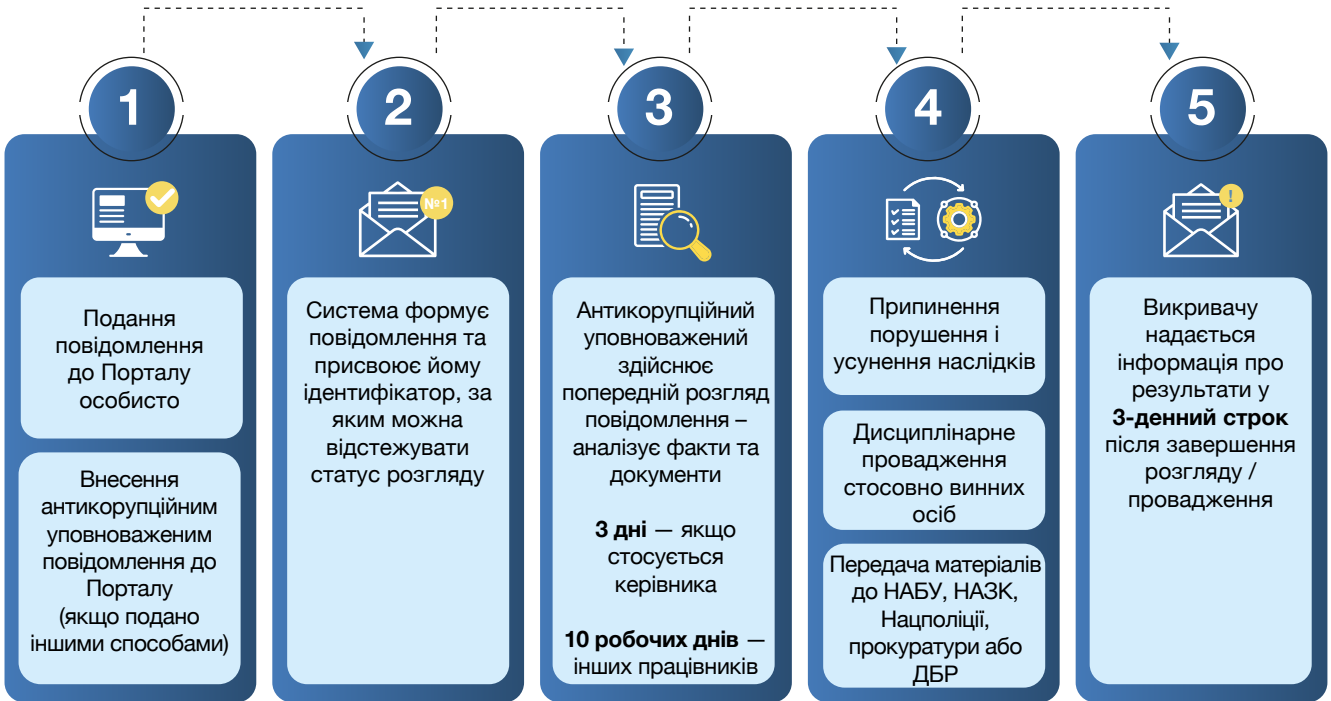 1
Подання
повідомлення
до Порталу
особисто
Внесення
антикорупційним
уповноваженим
повідомлення до
Порталу
(якщо подано
іншими способами)
2
№1
Система формує
повідомлення та
присвоює йому
ідентифікатор, за
яким можна
відстежувати
статус розгляду
3
Антикорупційний
уповноважений
здійснює
попередній розгляд
повідомлення –
аналізує факти та
документи
3 дні — якщо
стосується
керівника
10 робочих днів —
інших працівників
4
Припинення
порушення і
усунення наслідків
Дисциплінарне
провадження
стосовно винних
осіб
Передача матеріалів
до НАБУ, НАЗК,
Нацполіції,
прокуратури або
ДБР
5
!
Викривачу
надається
інформація про
результати у
3-денний строк
після завершення
розгляду /
провадження